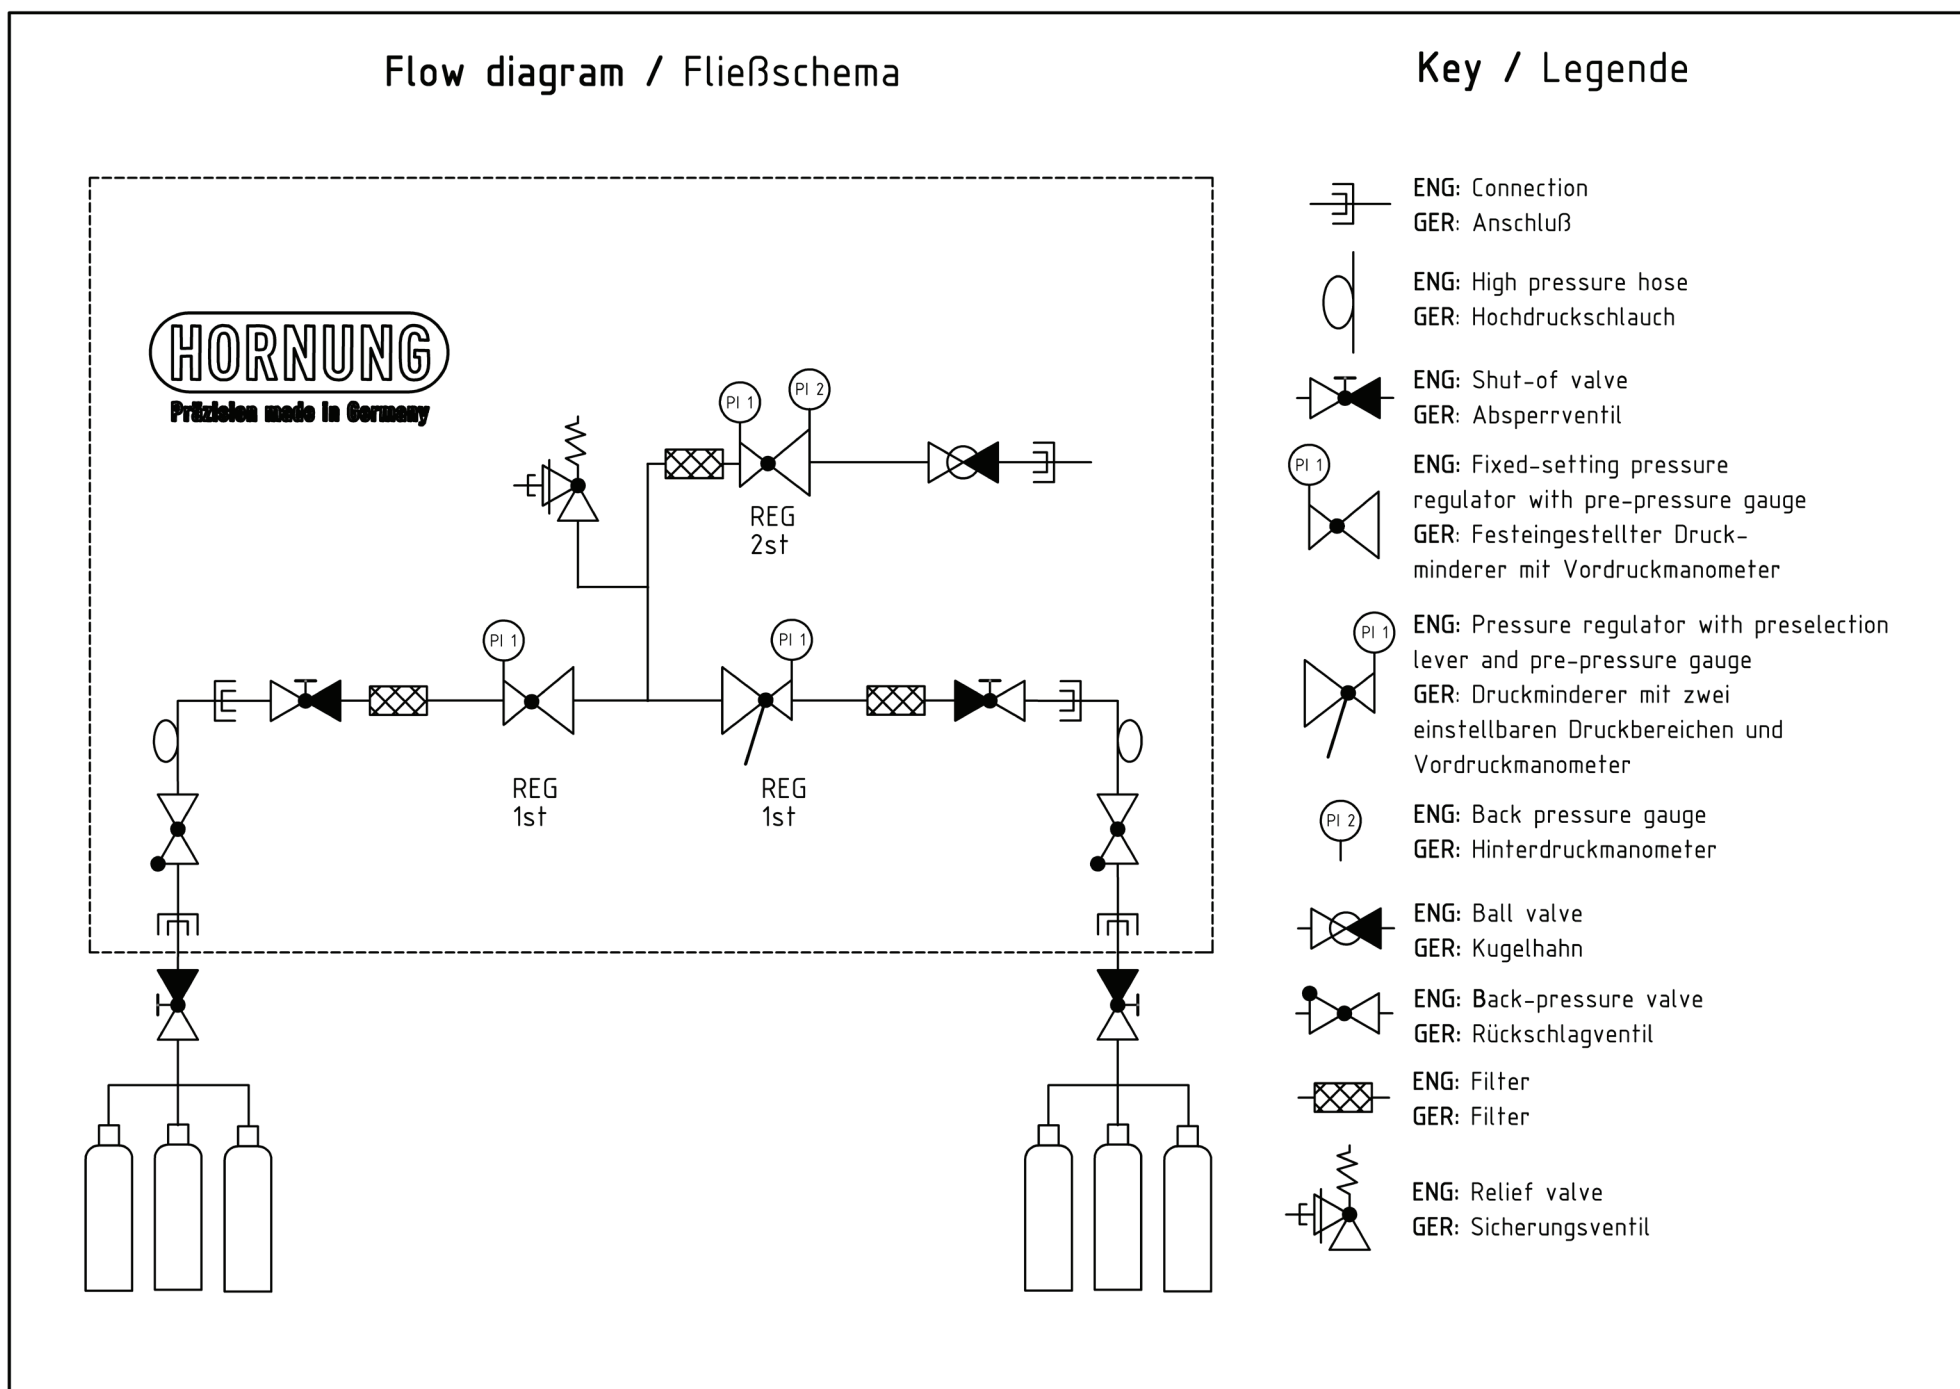 Flow diagram / Fließschema
Key / Legende
HORNUNG
Präzision made in Germany
PI 1
PI 2
REG
2st
PI 1
PI 1
REG
1st
REG
1st
ENG: Connection
GER: Anschluß
ENG: High pressure hose
GER: Hochdruckschlauch
ENG: Shut-of valve
GER: Absperrventil
PI 1
ENG: Fixed-setting pressure
regulator with pre-pressure gauge
GER: Festeingestellter Druck-
minderer mit Vordruckmanometer
PI 1
ENG: Pressure regulator with preselection
lever and pre-pressure gauge
GER: Druckminderer mit zwei
einstellbaren Druckbereichen und
Vordruckmanometer
PI 2
ENG: Back pressure gauge
GER: Hinterdruckmanometer
ENG: Ball valve
GER: Kugelhahn
ENG: Back-pressure valve
GER: Rückschlagventil
ENG: Filter
GER: Filter
ENG: Relief valve
GER: Sicherungsventil